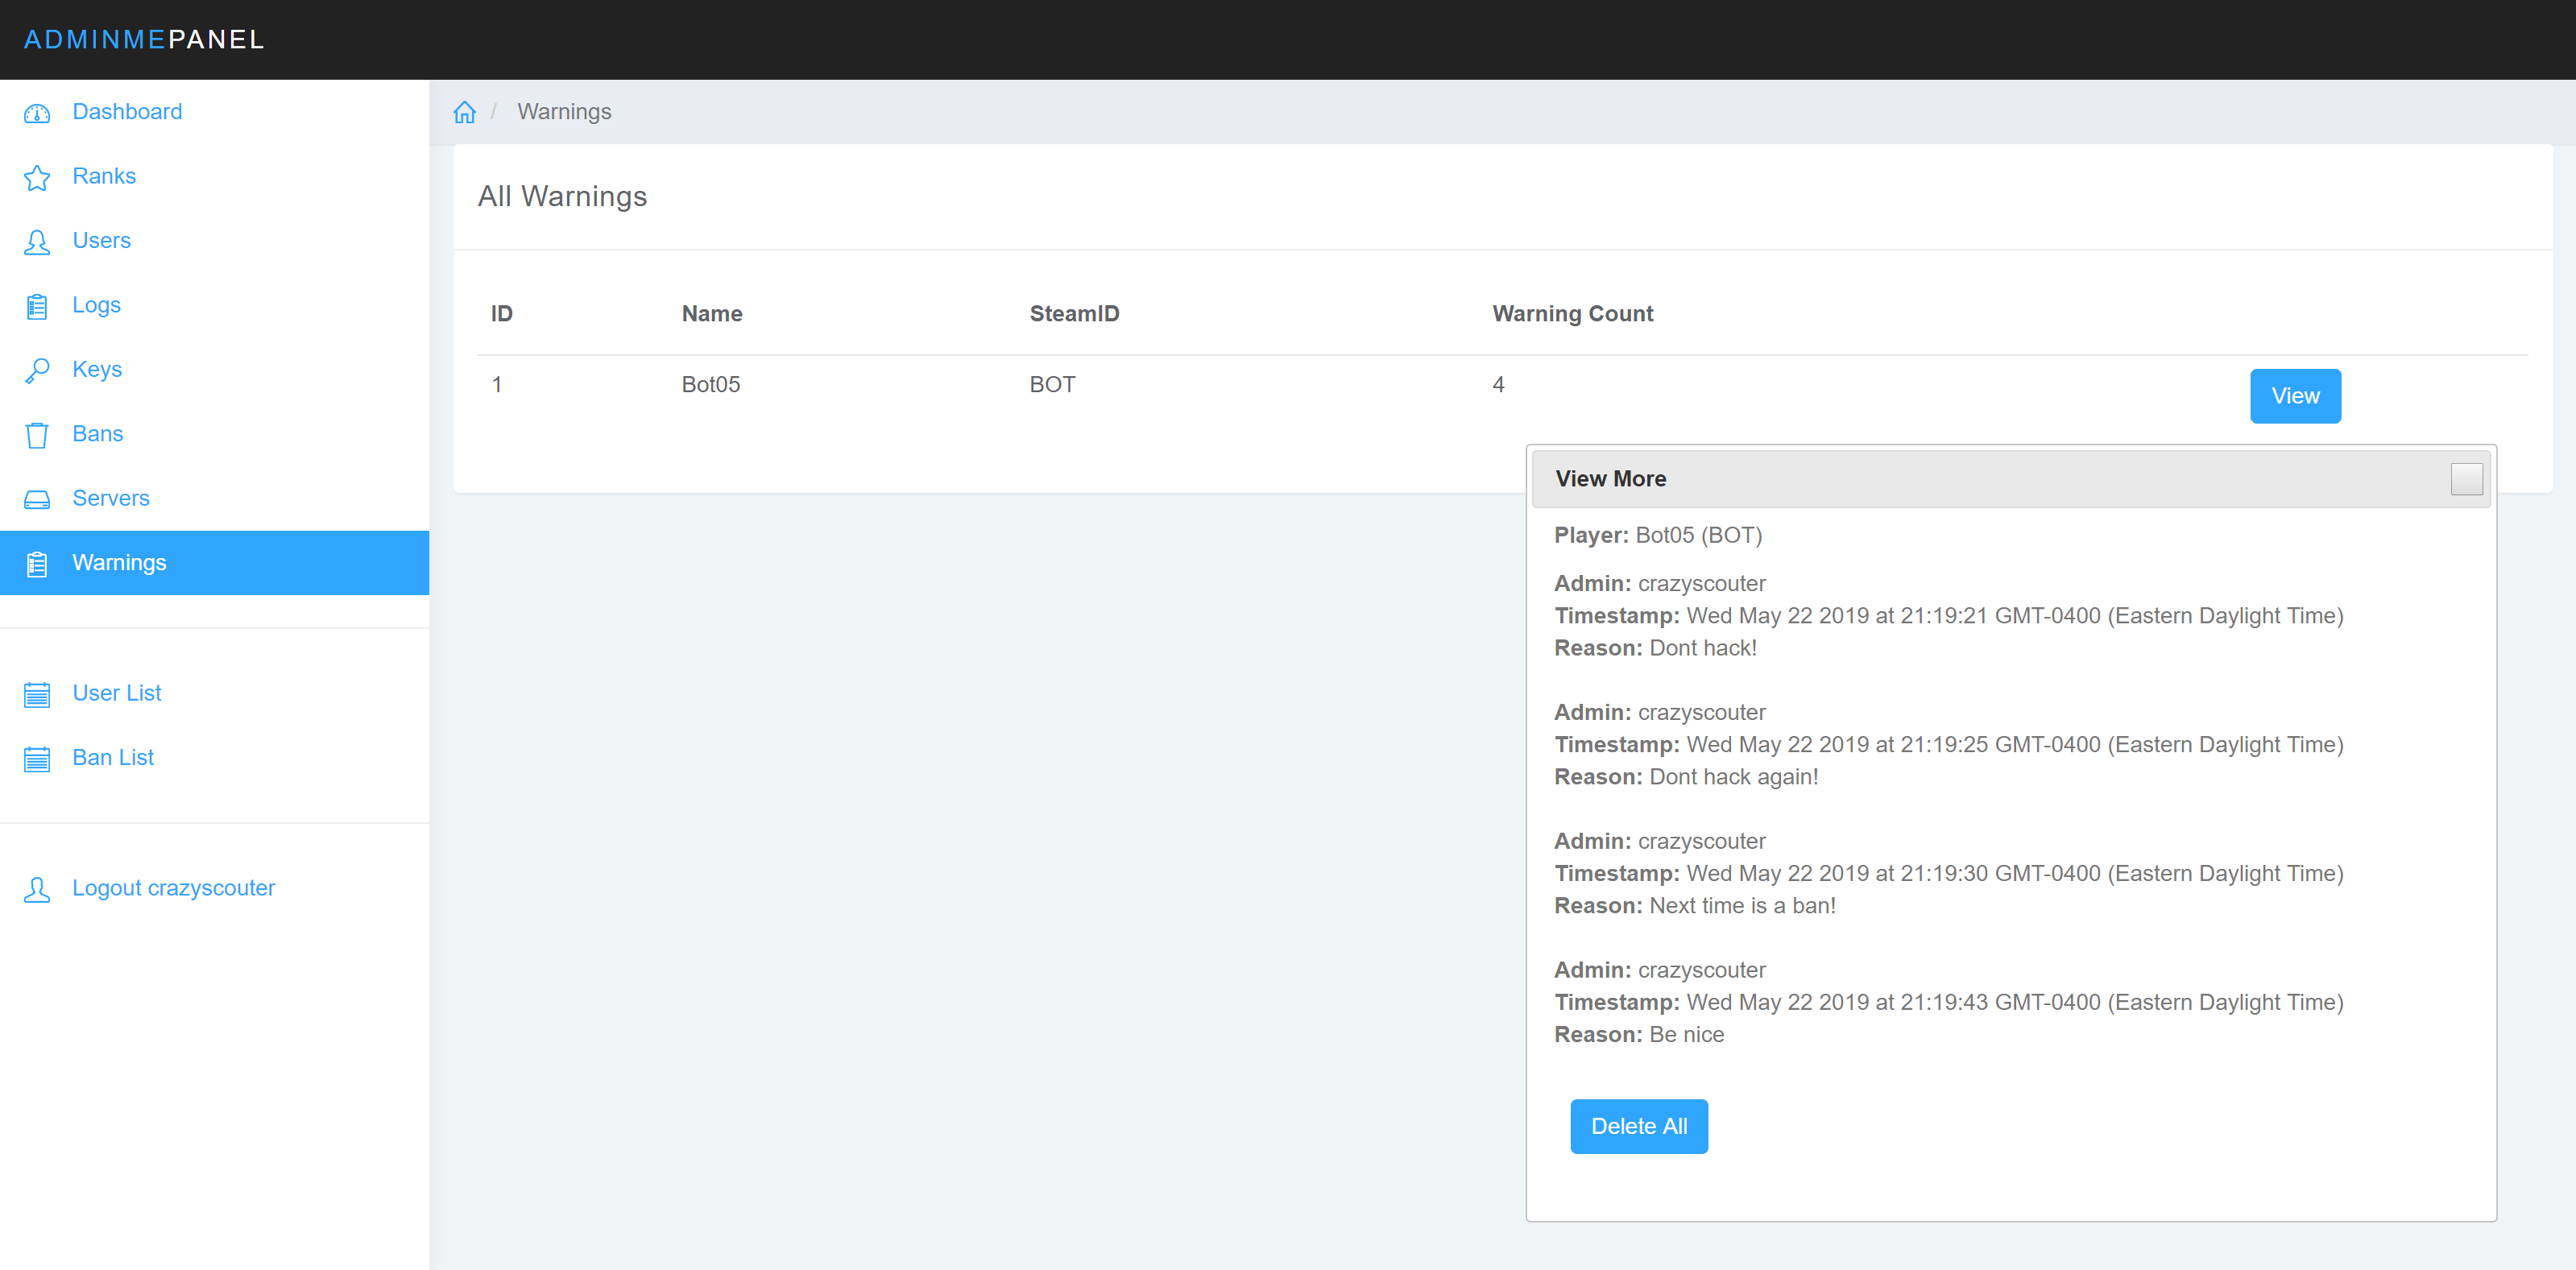 ADMINMEPANEL
Dashboard
Ranks
Users
Logs
Keys
Bans
Servers
Warnings
User List
Ban List
Logout crazyscouter
/ Warnings
All Warnings
ID Name SteamID Warning Count
1 Bot05 BOT 4 View
View More
Player: Bot05 (BOT)
Admin: crazyscouter
Timestamp: Wed May 22 2019 at 21:19:21 GMT-0400 (Eastern Daylight Time)
Reason: Dont hack!
Admin: crazyscouter
Timestamp: Wed May 22 2019 at 21:19:25 GMT-0400 (Eastern Daylight Time)
Reason: Dont hack again!
Admin: crazyscouter
Timestamp: Wed May 22 2019 at 21:19:30 GMT-0400 (Eastern Daylight Time)
Reason: Next time is a ban!
Admin: crazyscouter
Timestamp: Wed May 22 2019 at 21:19:43 GMT-0400 (Eastern Daylight Time)
Reason: Be nice
Delete All